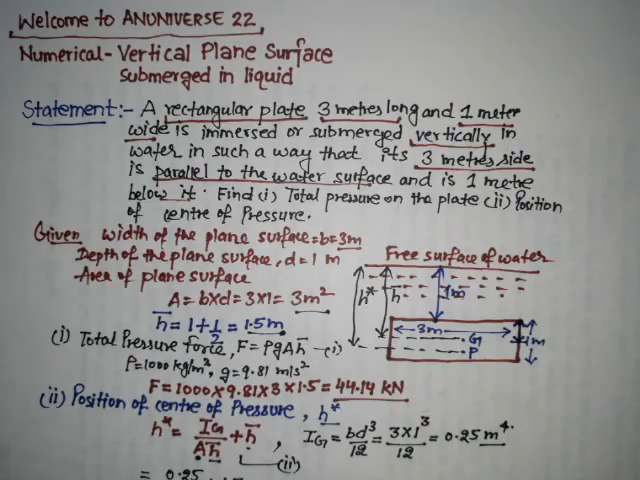 Welcome to ANUNIVERSE 22
Numerical- Vertical Plane Surface
Submerged in liquid
Statement:- A rectangular plate 3 metres long and 1 meter
wide is immersed or submerged vertically in
water in such a way that its 3 metres side
is parallel to the water surface and is 1 metre
below it. Find (i) Total pressure on the plate (ii) Position
of centre of Pressure.
Given Width of the plane surface = b = 3m
Depth of the plane surface, d = 1 m
Area of plane surface
A = b×d = 3×1 = 3m²
h̅ = 1 + 1/2 = 1.5m
(i) Total Pressure force, F = ρgAh̅ —(i)
ρ = 1000 kg/m³, g = 9.81 m/s²
F = 1000 × 9.81 × 3 × 1.5 = 44.14 KN
(ii) Position of centre of Pressure, h*
h* = IG/Ah̅ + h̅, IG = bd³/12 = 3×1³/12 = 0.25 m⁴.
(ii)
= 0.25
Free surface of water
h*
h̅
1m
3m
G
P
1m